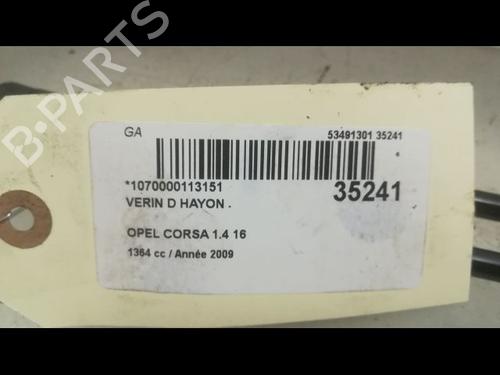 B-PARTS
GA
53491301 35241
*1070000113151
35241
VERIN D HAYON .
OPEL CORSA 1.4 16
1364 cc / Année 2009